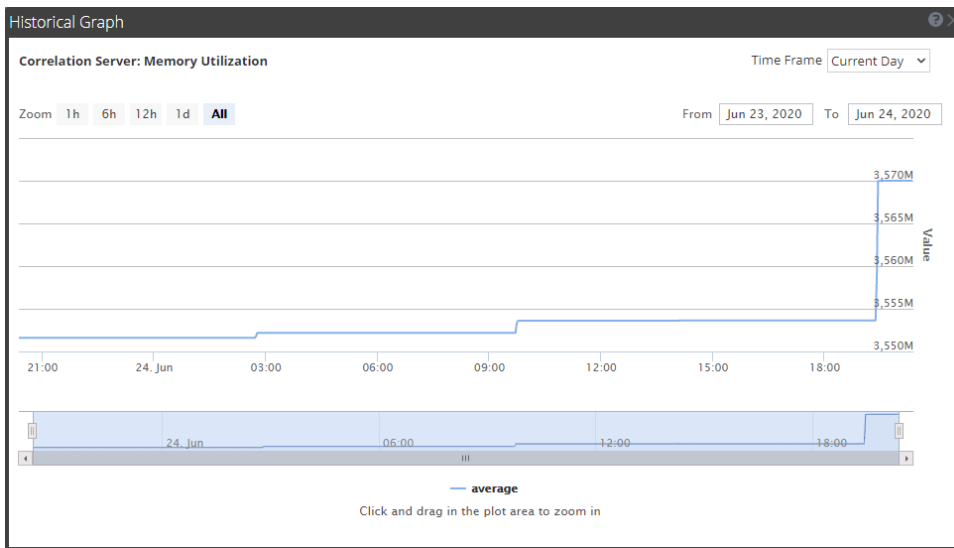 Historical Graph
Correlation Server: Memory Utilization
Time Frame Current Day
Zoom 1h 6h 12h 1d All
From Jun 23, 2020 To Jun 24, 2020
3,570M
3,565M
3,560M
3,555M
3,550M
Value
21:00 24. Jun 03:00 06:00 09:00 12:00 15:00 18:00
24. Jun 06:00 12:00 18:00
average
Click and drag in the plot area to zoom in